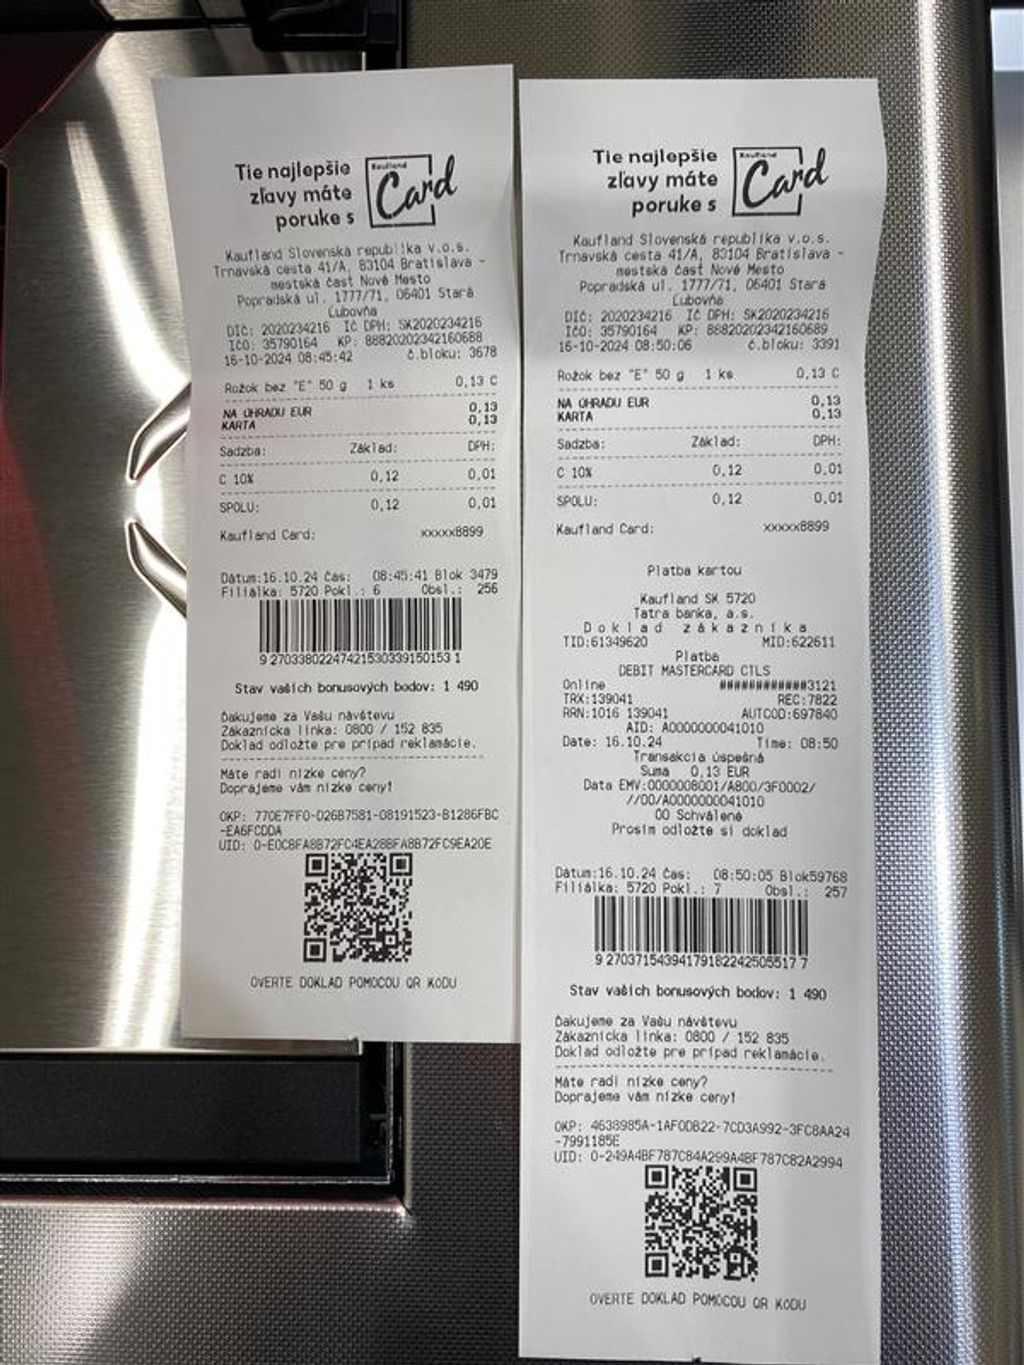 Tie najlepšie
zľavy máte
poruke s
Kaufland
Card
Kaufland Slovenská republika v.o.s.
Trnavská cesta 41/A, 83104 Bratislava -
mestská časť Nové Mesto
Popradská ul. 1777/71, 06401 Stará
Ľubovňa
DIČ: 2020234216 IČ DPH: SK2020234216
IČO: 35790164 KP: 88820202342160688
16-10-2024 08:45:42 č.bloku: 3678
Rožok bez "E" 50 g 1 ks 0,13 C
NA ÚHRADU EUR 0,13
KARTA 0,13
Sadzba: Základ: DPH:
C 10% 0,12 0,01
SPOLU: 0,12 0,01
Kaufland Card: xxxxx8899
Dátum:16.10.24 Čas: 08:45:41 Blok 3479
Filiálka: 5720 Pokl.: 6 Obsl.: 256
9 270338022474215303391501531
Stav vašich bonusových bodov: 1 490
Ďakujeme za Vašu návštevu
Zákaznícka linka: 0800 / 152 835
Doklad odložte pre prípad reklamácie.
Máte radi nízke ceny?
Doprajeme vám nízke ceny!
OKP: 770E7FF0-026B7581-08191523-B1286FBC
-EA6FCDDA
UID: O-E0CBFA8B72FC4EA28BFA8B72FC9EA20E
OVERTE DOKLAD POMOCOU QR KÓDU
Tie najlepšie
zľavy máte
poruke s
Kaufland
Card
Kaufland Slovenská republika v.o.s.
Trnavská cesta 41/A, 83104 Bratislava -
mestská časť Nové Mesto
Popradská ul. 1777/71, 06401 Stará
Ľubovňa
DIČ: 2020234216 IČ DPH: SK2020234216
IČO: 35790164 KP: 88820202342160689
16-10-2024 08:50:06 č.bloku: 3391
Rožok bez "E" 50 g 1 ks 0,13 C
NA ÚHRADU EUR 0,13
KARTA 0,13
Sadzba: Základ: DPH:
C 10% 0,12 0,01
SPOLU: 0,12 0,01
Kaufland Card: xxxxx8899
Platba kartou
Kaufland SK 5720
Tatra banka, a.s.
Doklad zákazníka
TID:61349620 MID:622611
Platba
DEBIT MASTERCARD CTLS
Online ############3121
TRX:139041 REC:7822
RRN:1016 139041 AUTCOD:697840
AID: A0000000041010
Date: 16.10.24 Time: 08:50
Transakcia úspešná
Suma 0,13 EUR
Data EMV:0000008001/A800/3F0002/
//00/A0000000041010
00 Schválené
Prosím odložte si doklad
Dátum:16.10.24 Čas: 08:50:05 Blok59768
Filiálka: 5720 Pokl.: 7 Obsl.: 257
9 270371543941791822425055177
Stav vašich bonusových bodov: 1 490
Ďakujeme za Vašu návštevu
Zákaznícka linka: 0800 / 152 835
Doklad odložte pre prípad reklamácie.
Máte radi nízke ceny?
Doprajeme vám nízke ceny!
OKP: 4638985A-1AF0DB22-7CD3A992-3FC8AA24
-7991185E
UID: O-249A4BF787C84A299A4BF787C82A2994
OVERTE DOKLAD POMOCOU QR KÓDU